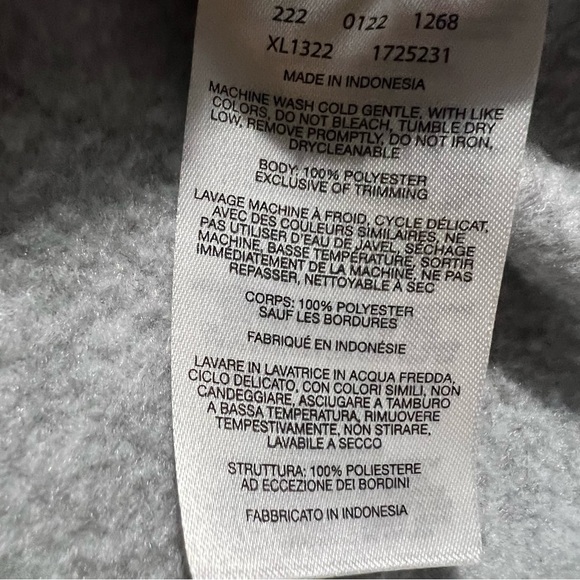 222 0122 1268
XL1322 1725231
MADE IN INDONESIA
MACHINE WASH COLD GENTLE, WITH LIKE
COLORS, DO NOT BLEACH, TUMBLE DRY
LOW, REMOVE PROMPTLY, DO NOT IRON,
DRYCLEANABLE
BODY: 100% POLYESTER
EXCLUSIVE OF TRIMMING
LAVAGE MACHINE À FROID, CYCLE DÉLICAT,
AVEC DES COULEURS SIMILAIRES, NE
PAS UTILISER D'EAU DE JAVEL, SÉCHAGE
MACHINE, BASSE TEMPÉRATURE, SORTIR
IMMÉDIATEMENT DE LA MACHINE, NE PAS
REPASSER, NETTOYABLE À SEC
CORPS: 100% POLYESTER
SAUF LES BORDURES
FABRIQUÉ EN INDONÉSIE
LAVARE IN LAVATRICE IN ACQUA FREDDA,
CICLO DELICATO, CON COLORI SIMILI, NON
CANDEGGIARE, ASCIUGARE A TAMBURO
A BASSA TEMPERATURA, RIMUOVERE
TEMPESTIVAMENTE, NON STIRARE,
LAVABILE A SECCO
STRUTTURA: 100% POLIESTERE
AD ECCEZIONE DEI BORDINI
FABBRICATO IN INDONESIA